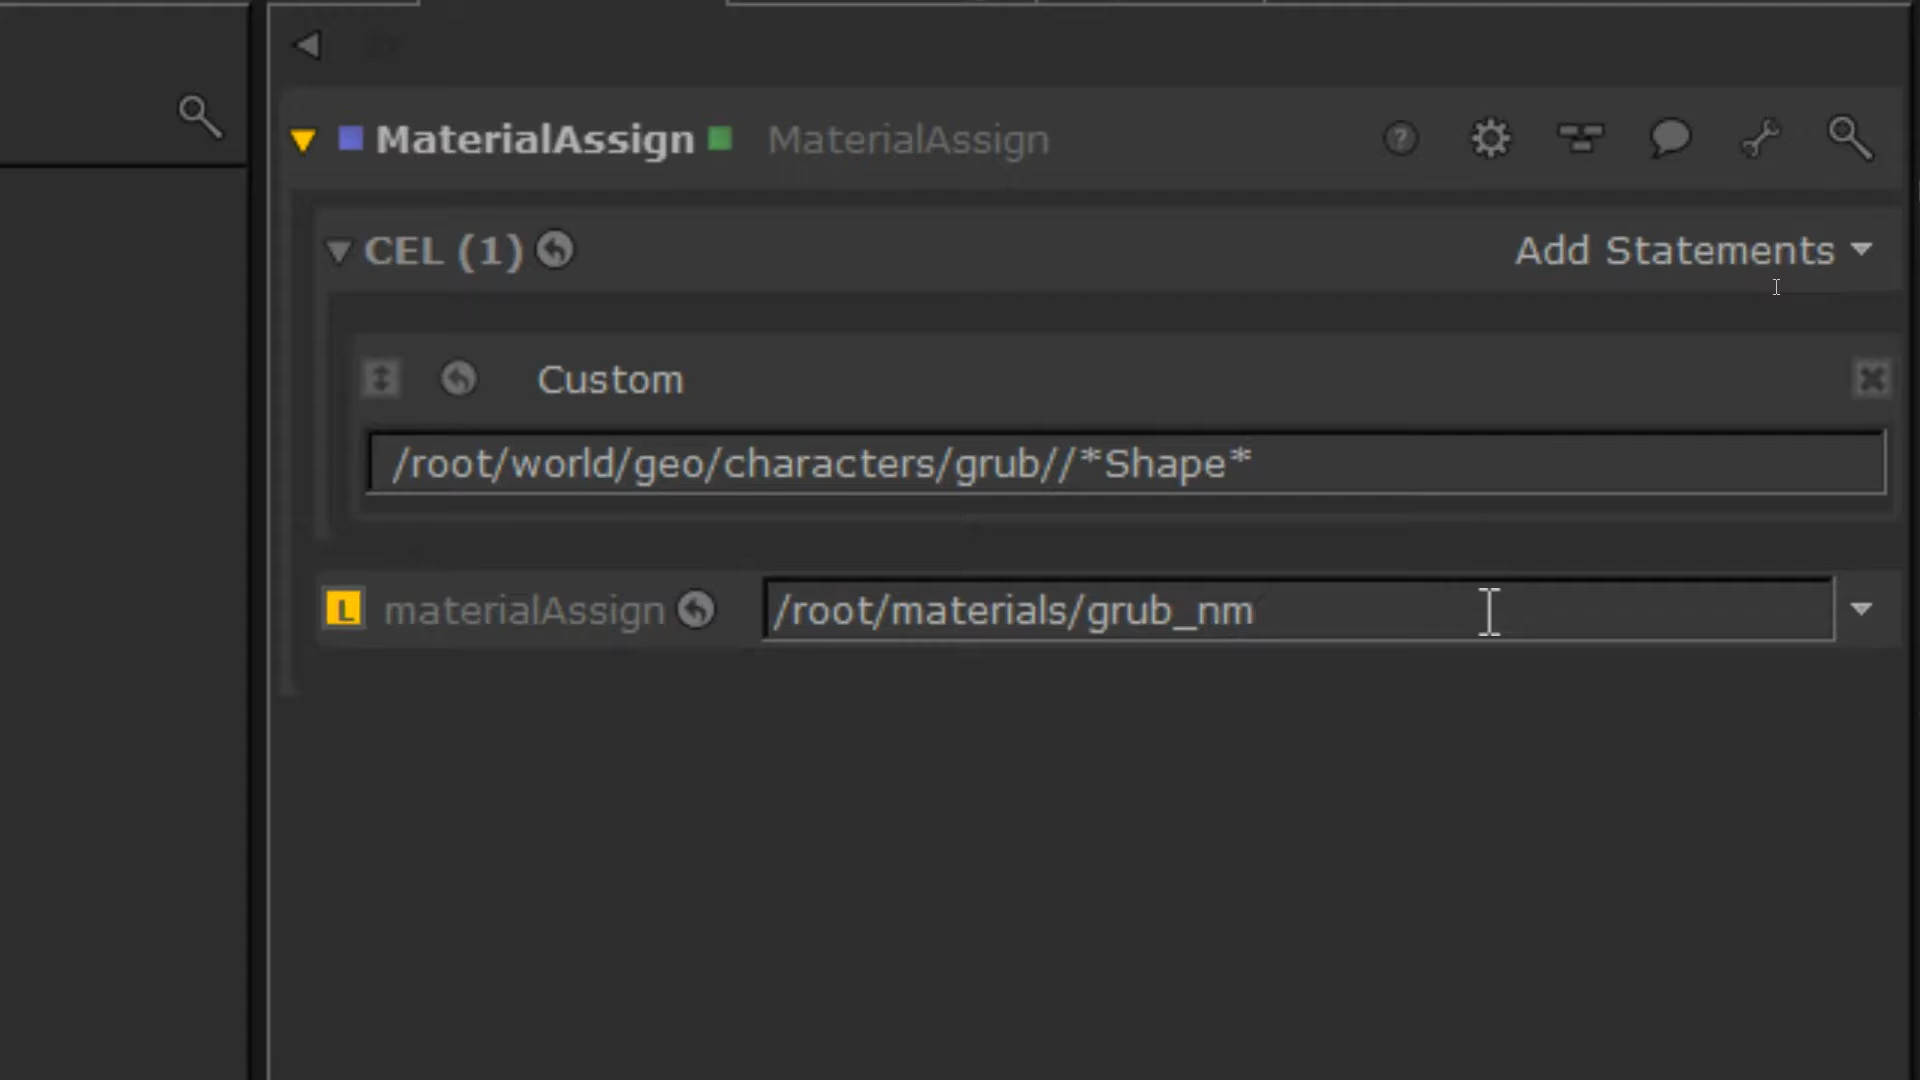 MaterialAssign MaterialAssign
CEL (1) Add Statements
Custom
/root/world/geo/characters/grub//*Shape*
L materialAssign /root/materials/grub_nm